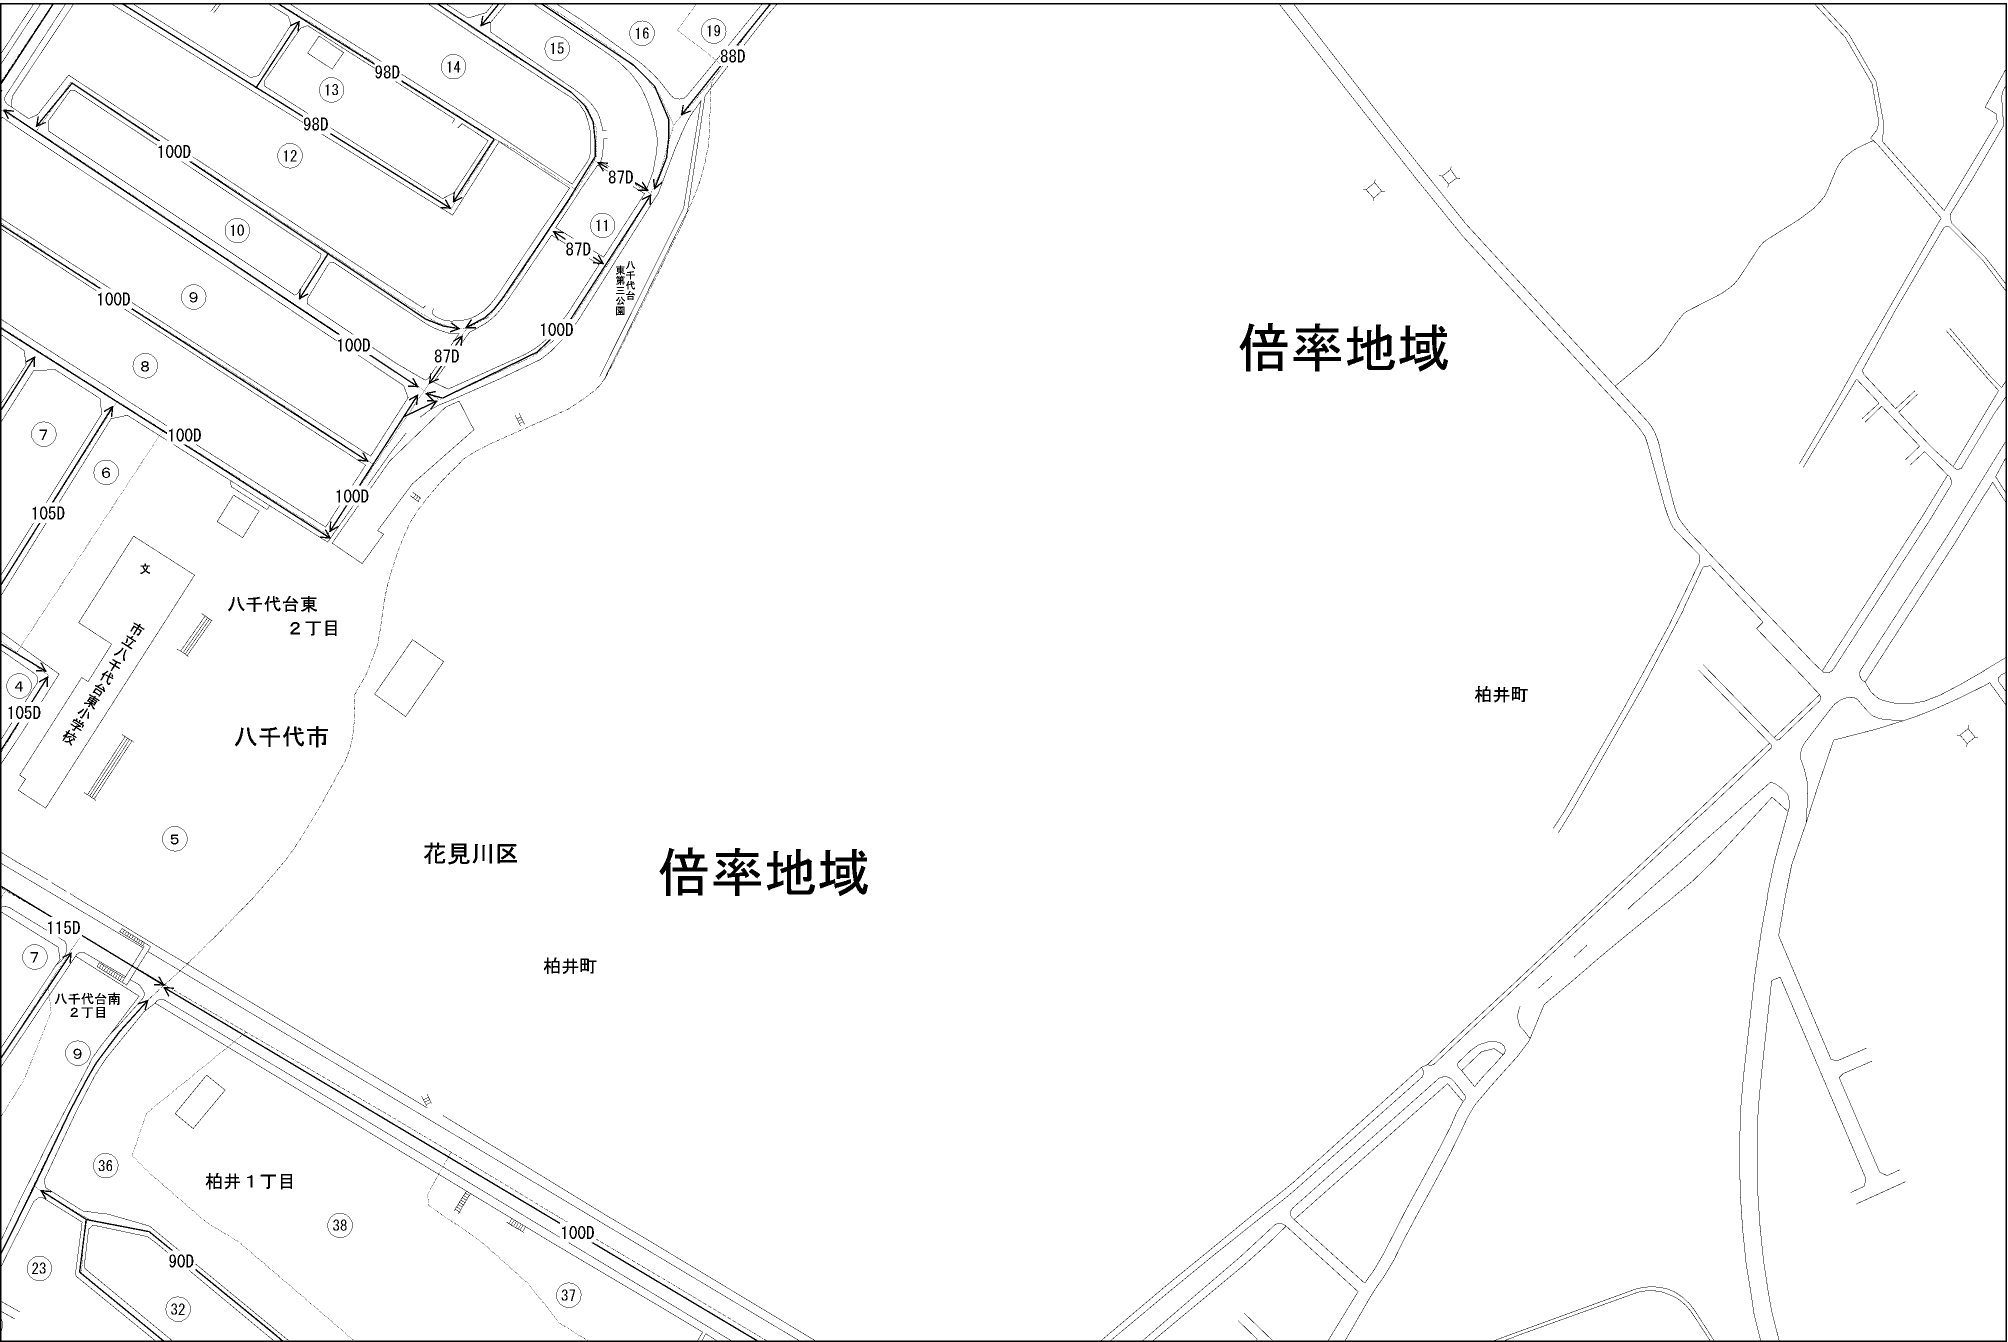 16
19
15
88D
14
98D
13
98D
12
100D
87D
11
10
87D
八千代台
東第三公園
9
100D
100D
100D
87D
倍率地域
8
7
100D
6
100D
105D
文
八千代台東
２丁目
市立八千代台東小学校
4
105D
柏井町
八千代市
5
花見川区
倍率地域
115D
7
柏井町
八千代台南
２丁目
9
36
柏井１丁目
38
100D
90D
23
37
32